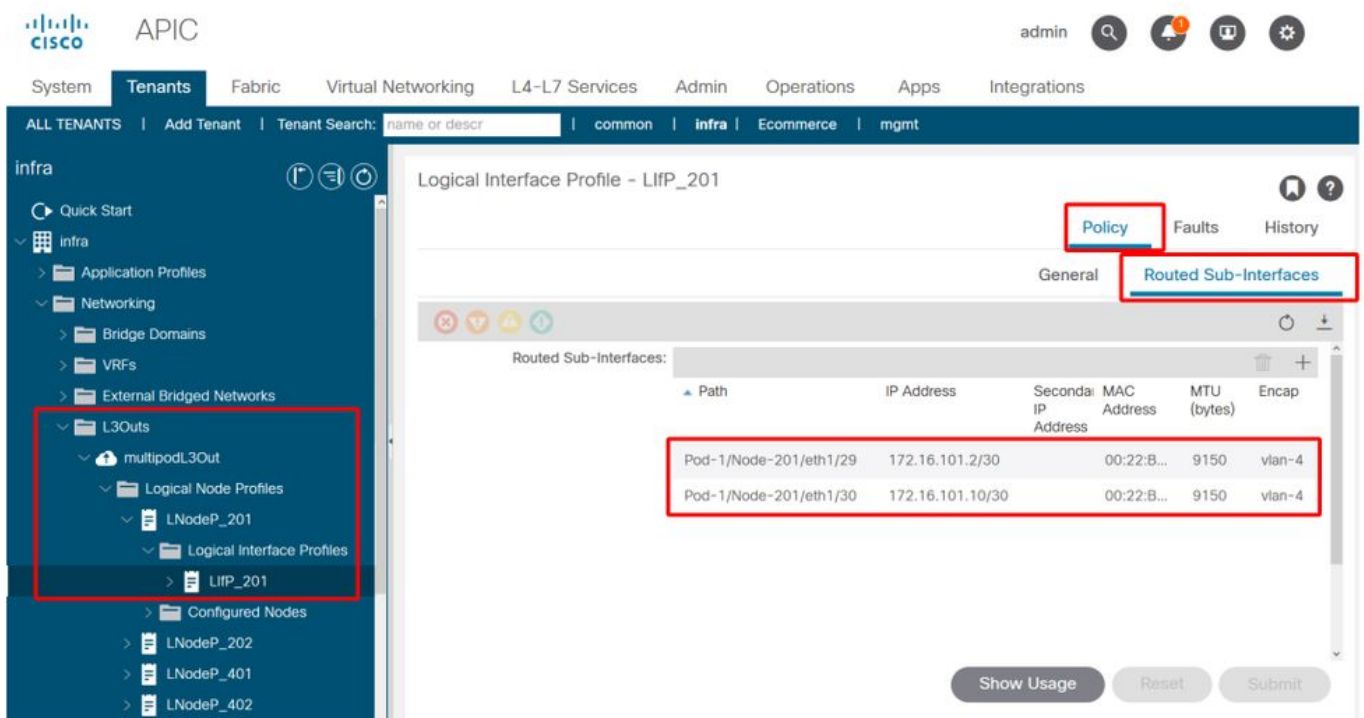 CISCO
APIC
admin
1
System Tenants Fabric Virtual Networking L4-L7 Services Admin Operations Apps Integrations
ALL TENANTS | Add Tenant | Tenant Search: name or descr | common | infra | Ecommerce | mgmt
infra
Quick Start
infra
Application Profiles
Networking
Bridge Domains
VRFs
External Bridged Networks
L3Outs
multipodL3Out
Logical Node Profiles
LNodeP_201
Logical Interface Profiles
LIfP_201
Configured Nodes
LNodeP_202
LNodeP_401
LNodeP_402
Logical Interface Profile - LIfP_201
Policy Faults History
General Routed Sub-Interfaces
Routed Sub-Interfaces:
Path IP Address Secondar MAC MTU Encap
IP Address (bytes)
Address
Pod-1/Node-201/eth1/29 172.16.101.2/30 00:22:B... 9150 vlan-4
Pod-1/Node-201/eth1/30 172.16.101.10/30 00:22:B... 9150 vlan-4
Show Usage Reset Submit